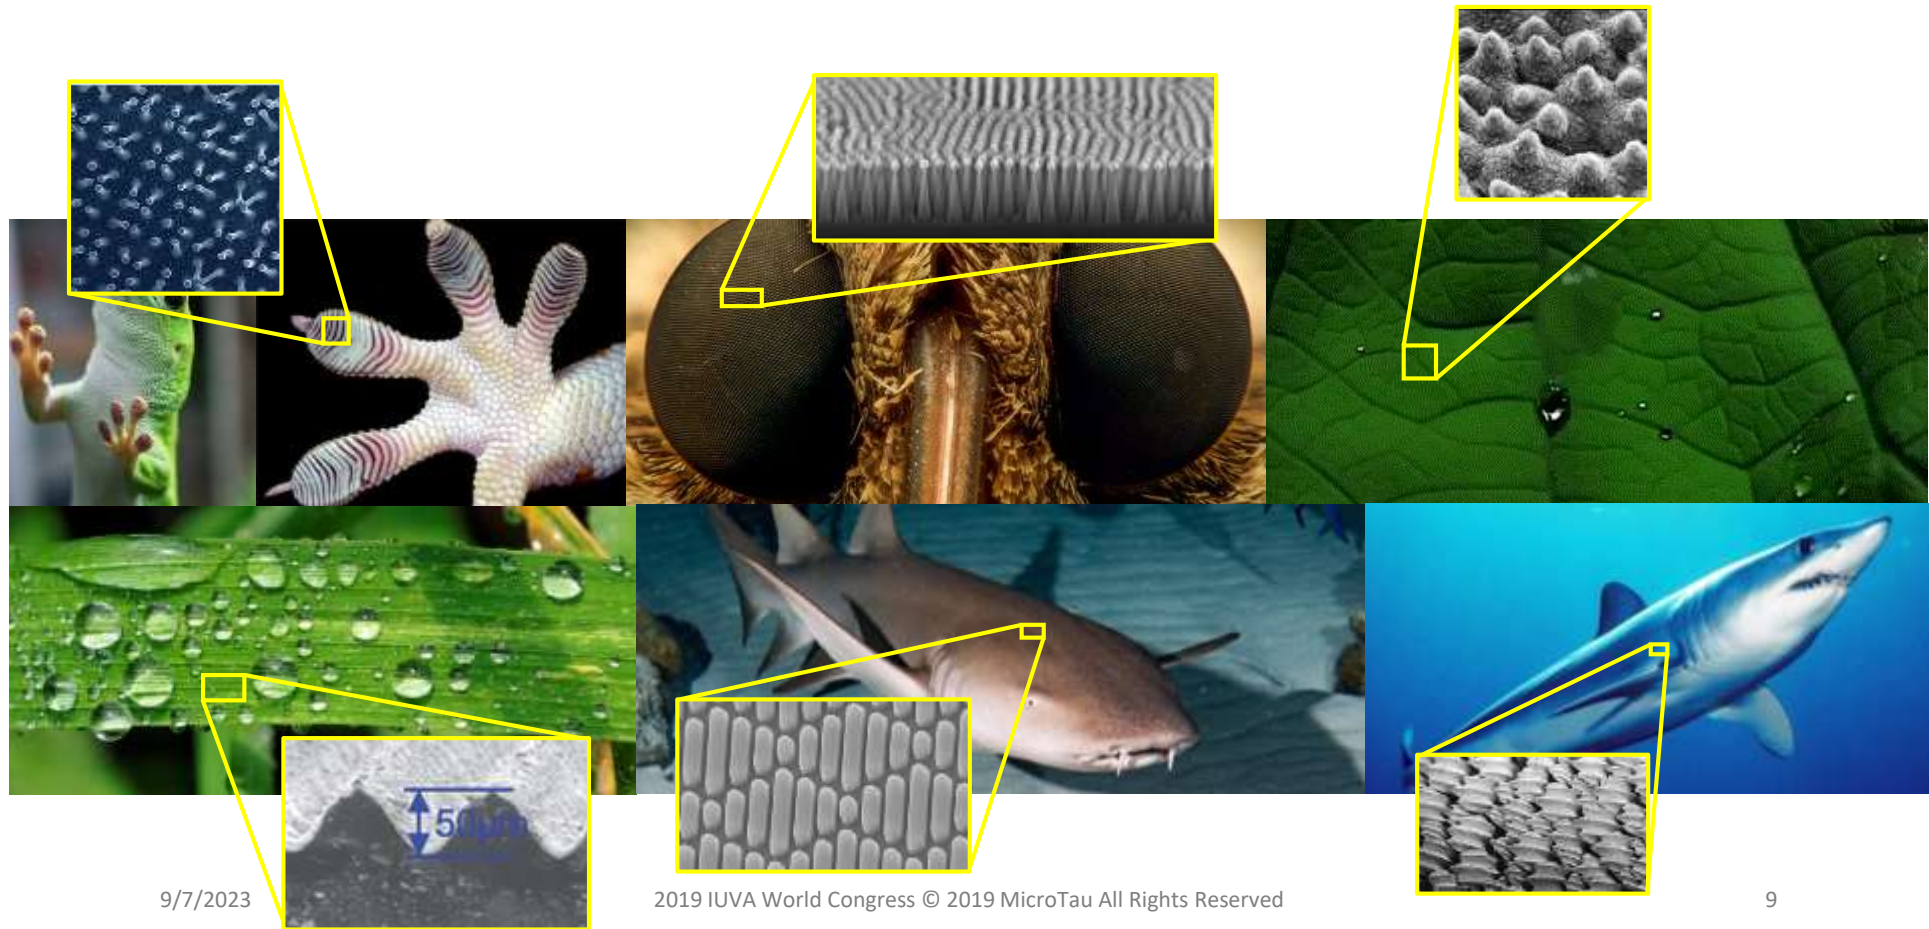 50μm
9/7/2023
2019 IUVA World Congress © 2019 MicroTau All Rights Reserved
9